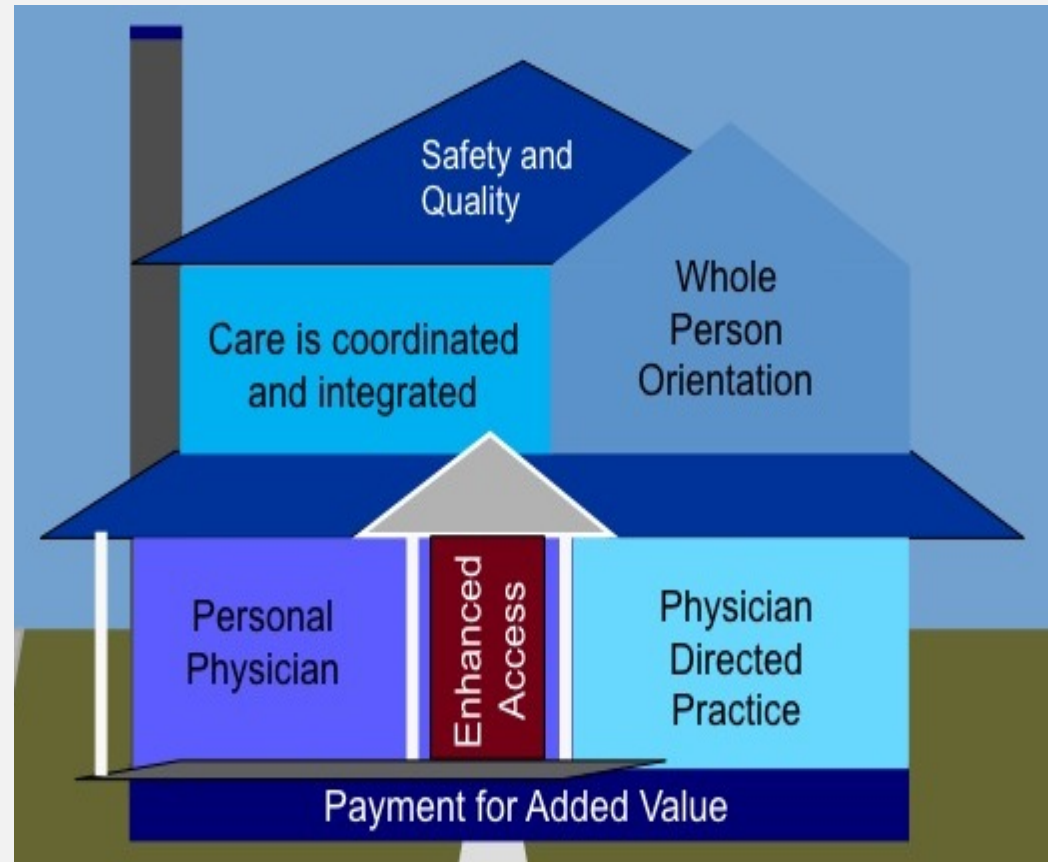 Safety and
Quality
Care is coordinated
and integrated
Whole
Person
Orientation
Personal
Physician
Enhanced
Access
Physician
Directed
Practice
Payment for Added Value